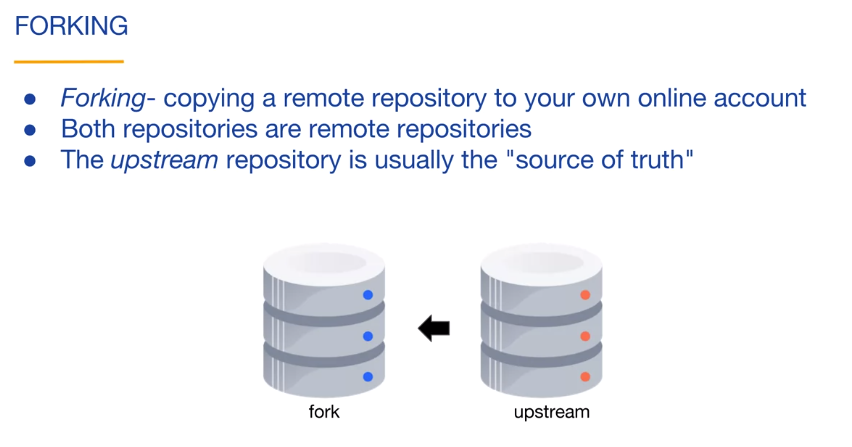 FORKING
● Forking- copying a remote repository to your own online account
● Both repositories are remote repositories
● The upstream repository is usually the "source of truth"
fork
upstream